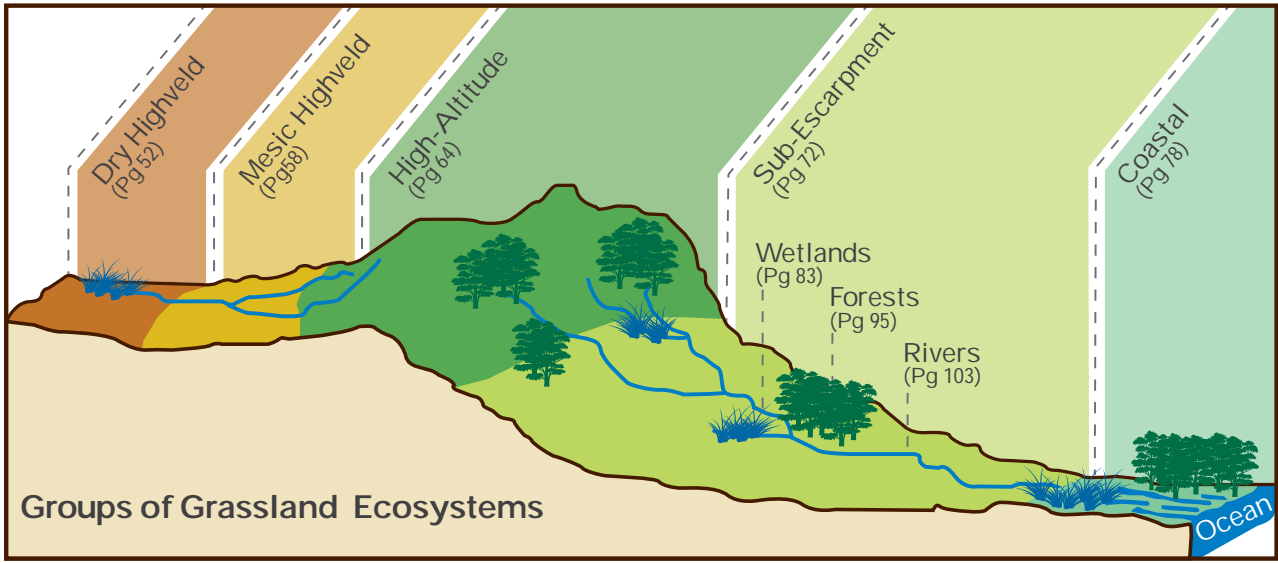 Dry Highveld
(Pg 52)
Mesic Highveld
(Pg58)
High-Altitude
(Pg 64)
Sub-Escarpment
(Pg 72)
Coastal
(Pg 78)
Wetlands
(Pg 83)
Forests
(Pg 95)
Rivers
(Pg 103)
Groups of Grassland Ecosystems
Ocean